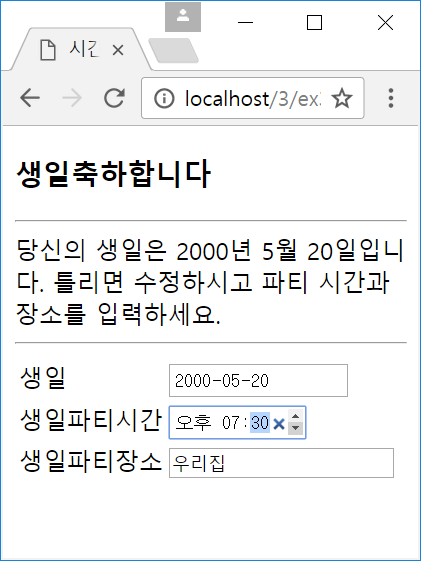 시간
localhost/3/ex
생일축하합니다
당신의 생일은 2000년 5월 20일입니
다. 틀리면 수정하시고 파티 시간과
장소를 입력하세요.
생일 2000-05-20
생일파티시간 오후 07:30
생일파티장소 우리집